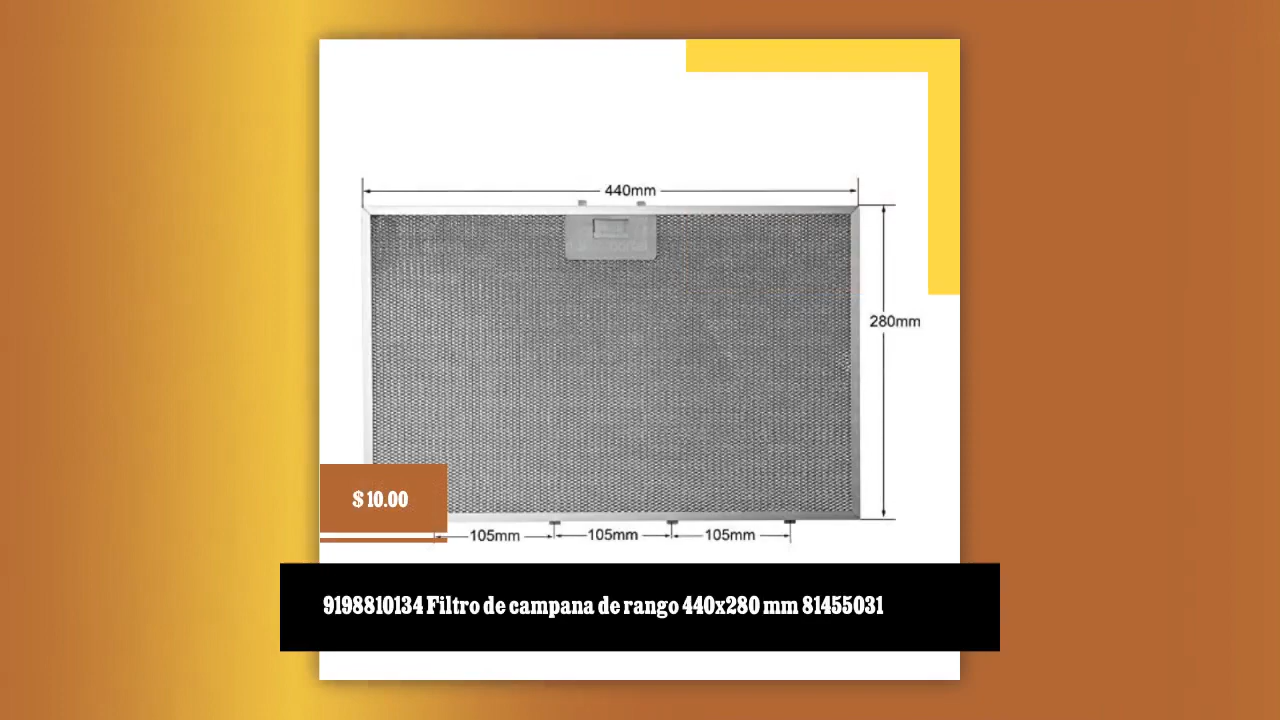 440mm
280mm
$ 10.00
105mm 105mm 105mm
9198810134 Filtro de campana de rango 440x280 mm 81455031